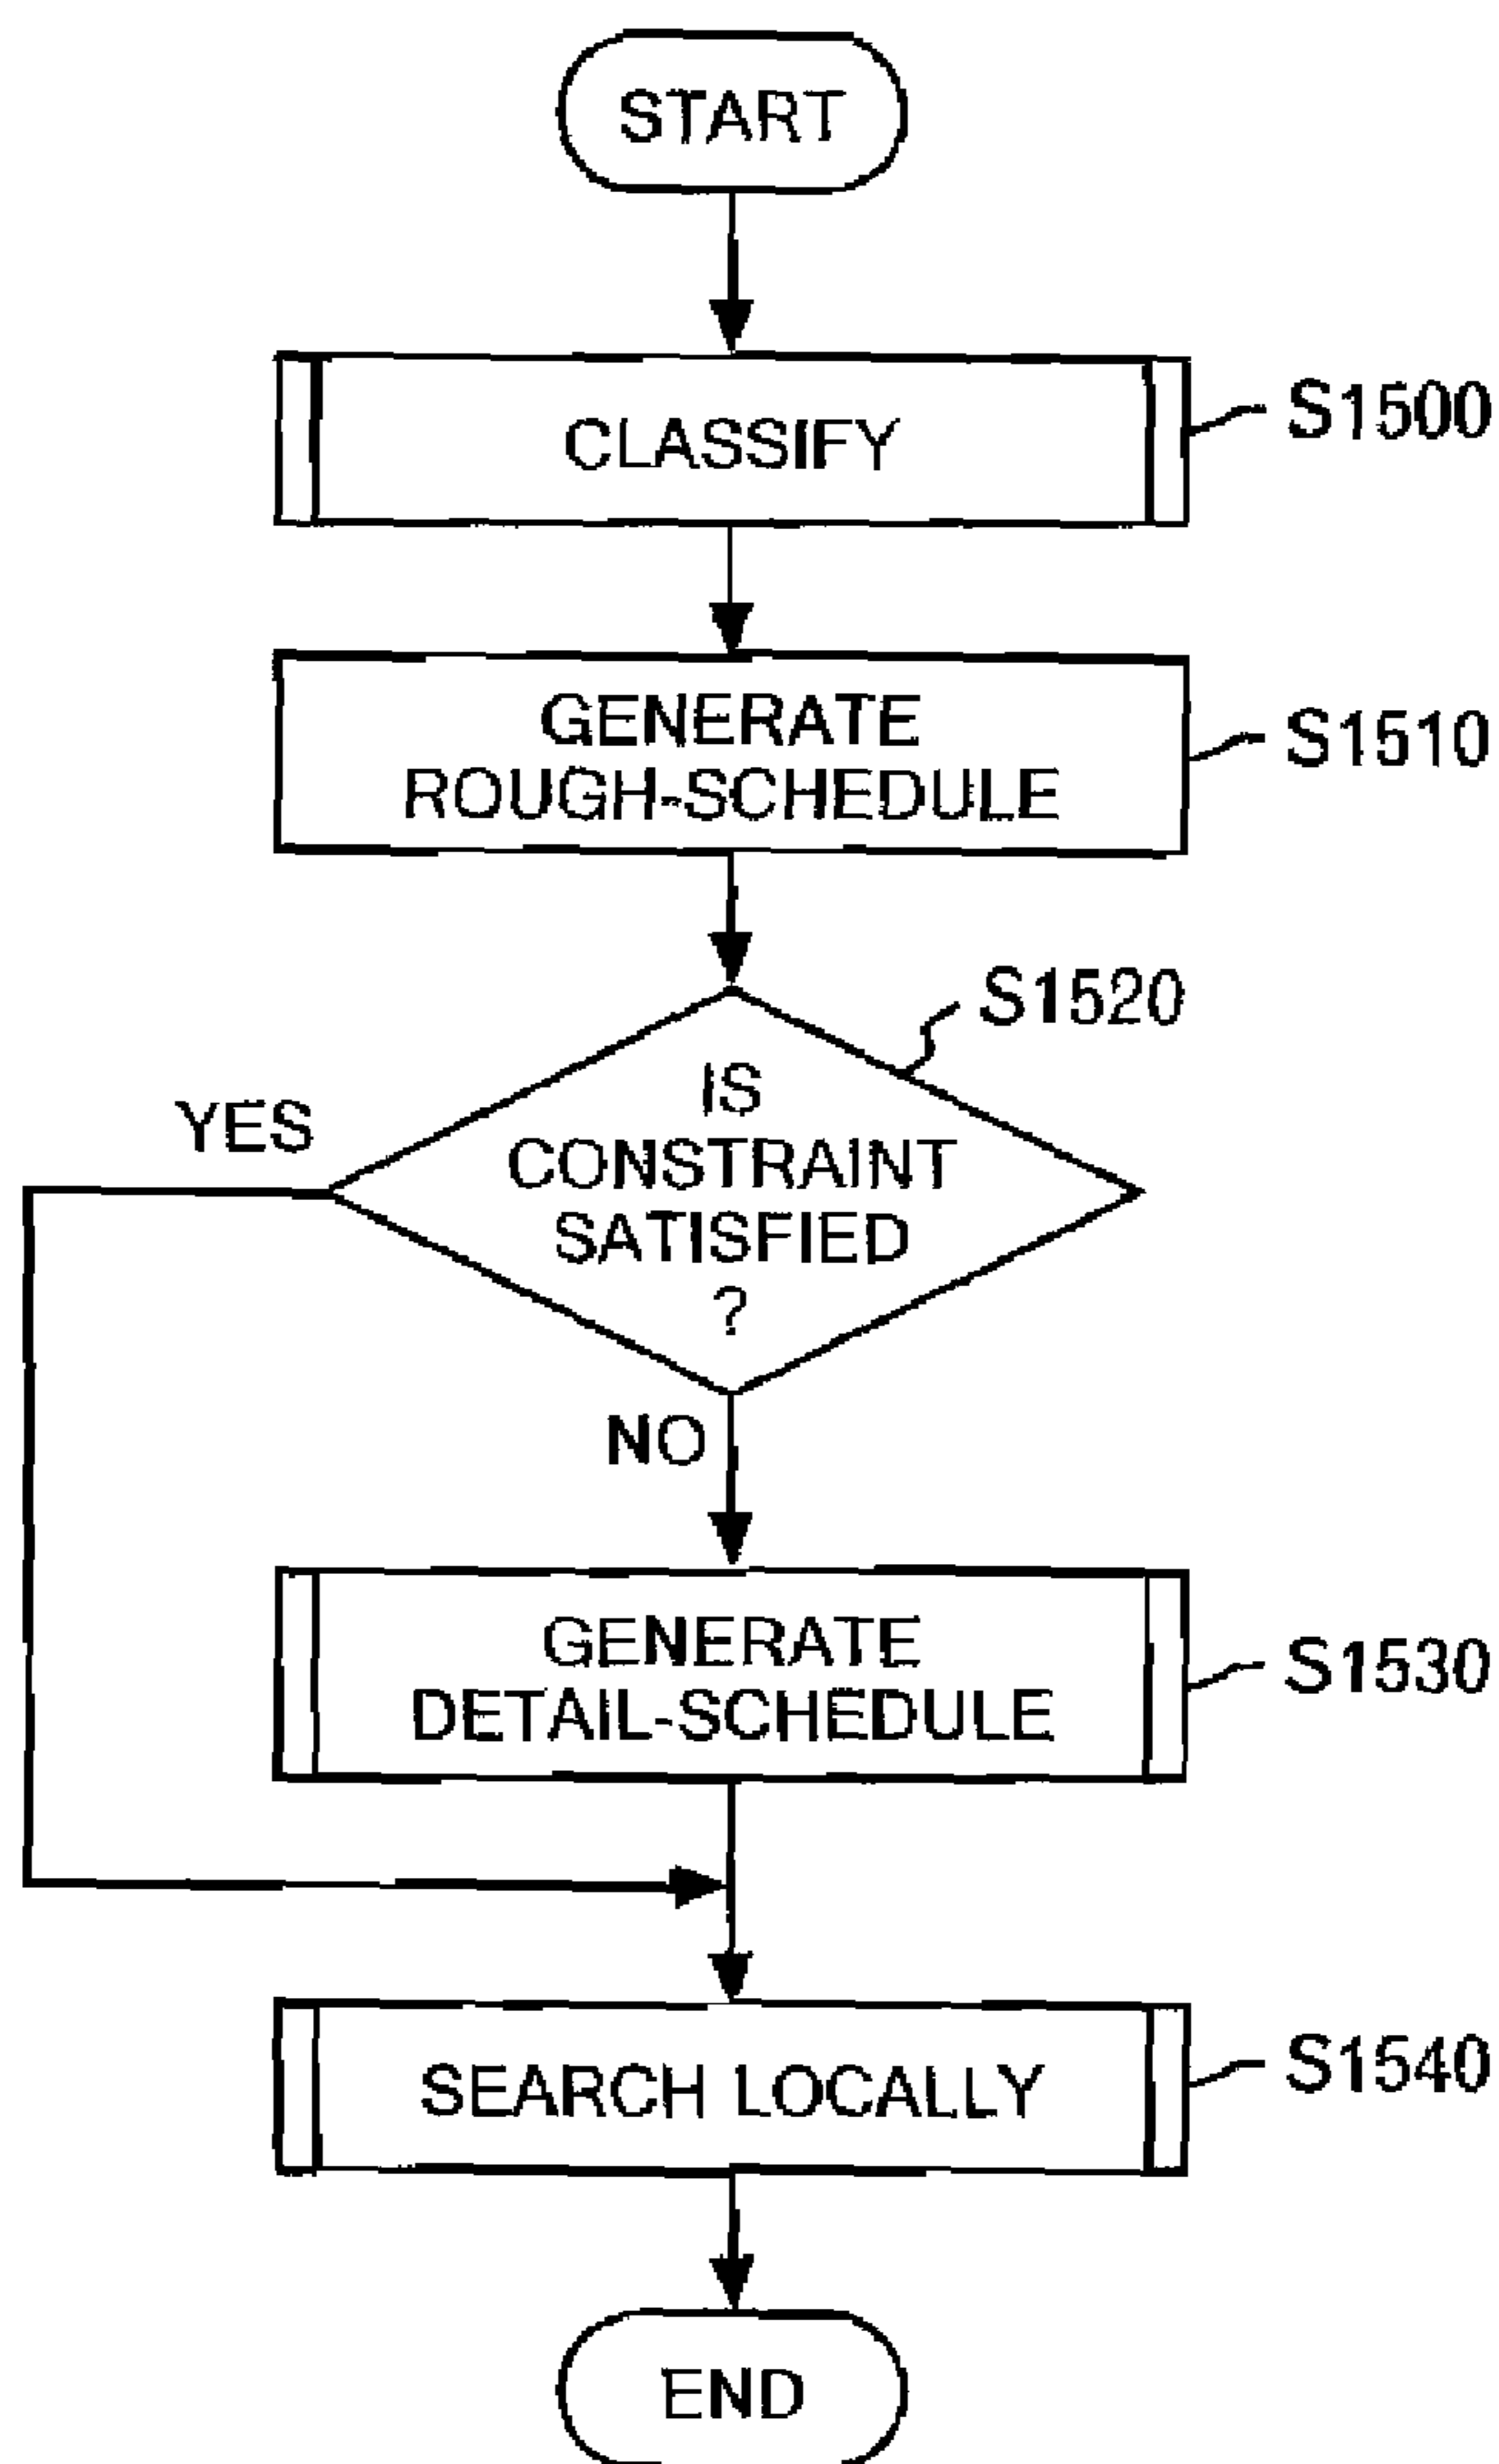 START
CLASSIFY
S1500
GENERATE
ROUGH-SCHEDULE
S1510
S1520
IS
CONSTRAINT
SATISFIED
?
YES
NO
GENERATE
DETAIL-SCHEDULE
S1530
SEARCH LOCALLY
S1540
END